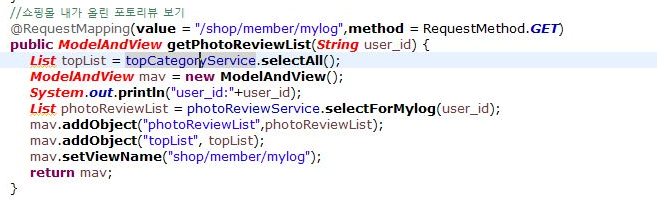 //쇼핑몰 내가 올린 포토리뷰 보기
@RequestMapping(value = "/shop/member/mylog",method = RequestMethod.GET)
public ModelAndView getPhotoReviewList(String user_id) {
List topList = topCategoryService.selectAll();
ModelAndView mav = new ModelAndView();
System.out.println("user_id:"+user_id);
List photoReviewList = photoReviewService.selectForMylog(user_id);
mav.addObject("photoReviewList",photoReviewList);
mav.addObject("topList", topList);
mav.setViewName("shop/member/mylog");
return mav;
}